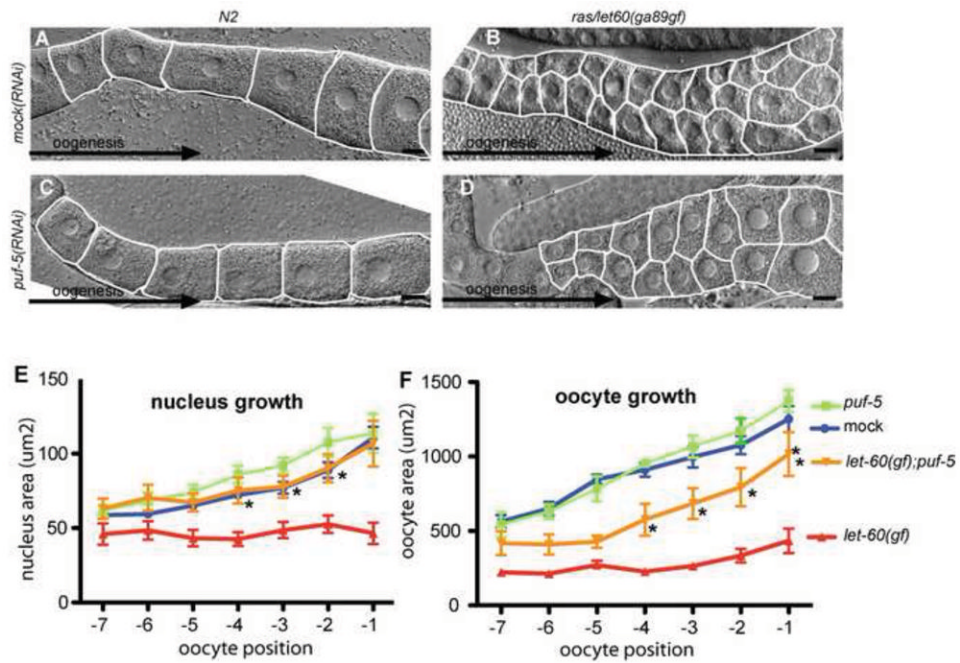 N2
ras/let60(ga89gf)
mock(RNAi)
A
oogenesis
B
oogenesis
puf-5(RNAi)
C
oogenesis
D
oogenesis
E
nucleus growth
nucleus area (um2)
150
100
50
0
* * *
-7 -6 -5 -4 -3 -2 -1
oocyte position
F
oocyte growth
oocyte area (um2)
1500
1000
500
0
* * * * *
-7 -6 -5 -4 -3 -2 -1
oocyte position
puf-5
mock
let-60(gf);puf-5
let-60(gf)